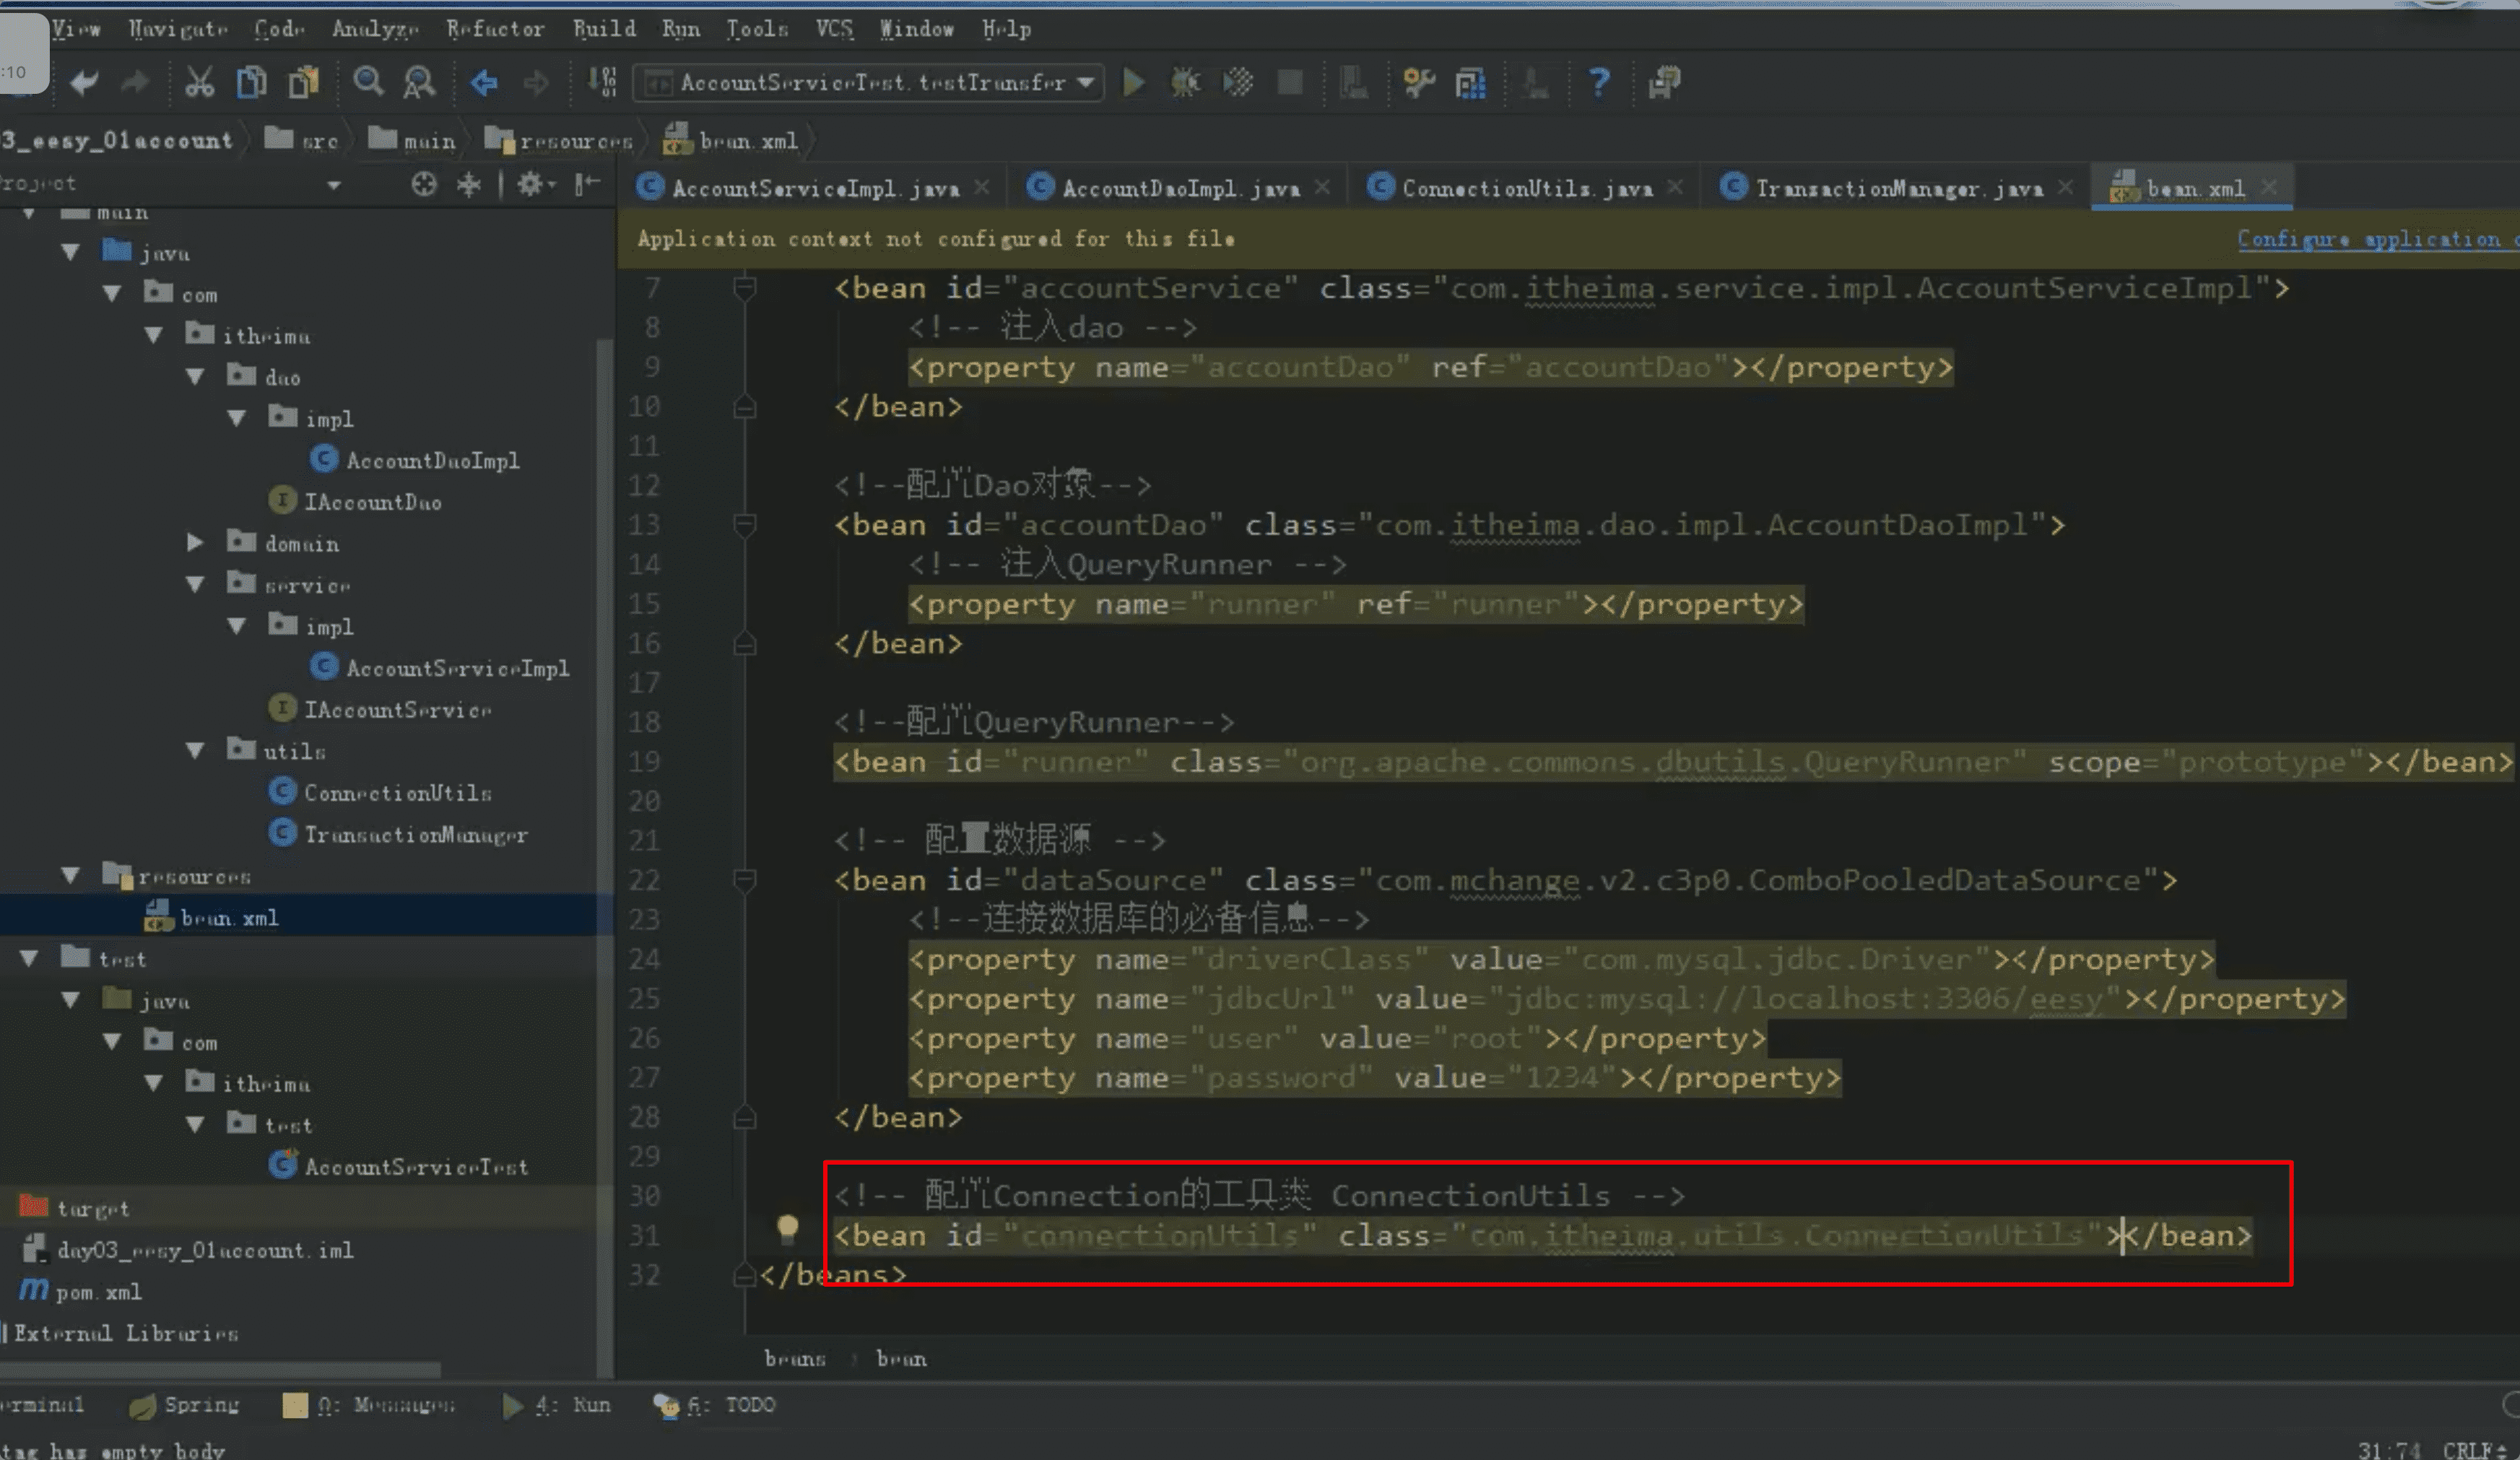 :10
View Navigate Code Analyze Refactor Build Run Tools VCS Window Help
AccountServiceTest.testTransfer
3_eesy_01account src main resources bean.xml
roject
AccountServiceImpl.java AccountDaoImpl.java ConnectionUtils.java TransactionManager.java bean.xml
Application context not configured for this file Configure application
main
java
com
itheima
dao
impl
AccountDaoImpl
IAccountDao
domain
service
impl
AccountServiceImpl
IAccountService
utils
ConnectionUtils
TransactionManager
resources
bean.xml
test
java
com
itheima
test
AccountServiceTest
target
day03_eesy_01account.iml
pom.xml
External Libraries
7 <bean id="accountService" class="com.itheima.service.impl.AccountServiceImpl">
8 <!-- 注入dao -->
9 <property name="accountDao" ref="accountDao"></property>
10 </bean>
11
12 <!--配置Dao对象-->
13 <bean id="accountDao" class="com.itheima.dao.impl.AccountDaoImpl">
14 <!-- 注入QueryRunner -->
15 <property name="runner" ref="runner"></property>
16 </bean>
17
18 <!--配置QueryRunner-->
19 <bean id="runner" class="org.apache.commons.dbutils.QueryRunner" scope="prototype"></bean>
20
21 <!-- 配置数据源 -->
22 <bean id="dataSource" class="com.mchange.v2.c3p0.ComboPooledDataSource">
23 <!--连接数据库的必备信息-->
24 <property name="driverClass" value="com.mysql.jdbc.Driver"></property>
25 <property name="jdbcUrl" value="jdbc:mysql://localhost:3306/eesy"></property>
26 <property name="user" value="root"></property>
27 <property name="password" value="1234"></property>
28 </bean>
29
30 <!-- 配置Connection的工具类 ConnectionUtils -->
31 <bean id="connectionUtils" class="com.itheima.utils.ConnectionUtils"></bean>
32 </beans>
beans bean
erminal Spring 0: Messages 4: Run 6: TODO
tag has empty body 31:74 CRLF